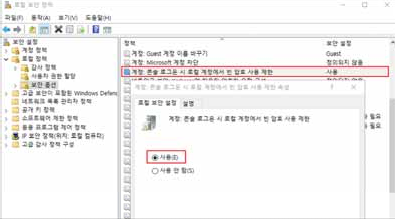 로컬 보안 정책
파일(F) 동작(A) 보기(V) 도움말(H)
보안 설정
계정 정책
로컬 정책
감사 정책
사용자 권한 할당
보안 옵션
고급 보안이 포함된 Windows Defend
네트워크 목록 관리자 정책
공개 키 정책
소프트웨어 제한 정책
응용 프로그램 제어 정책
IP 보안 정책(위치: 로컬 컴퓨터)
고급 감사 정책 구성
정책
보안 설정
계정: Guest 계정 이름 바꾸기
Guest
계정: Microsoft 계정 차단
정의되지 않음
계정: 콘솔 로그온 시 로컬 계정에서 빈 암호 사용 제한
사용
계정: 콘솔 로그온 시 로컬 계정에서 빈 암호 사용 제한 속성
로컬 보안 설정
설명
계정: 콘솔 로그온 시 로컬 계정에서 빈 암호 사용 제한
사용(E)
사용 안 함(S)